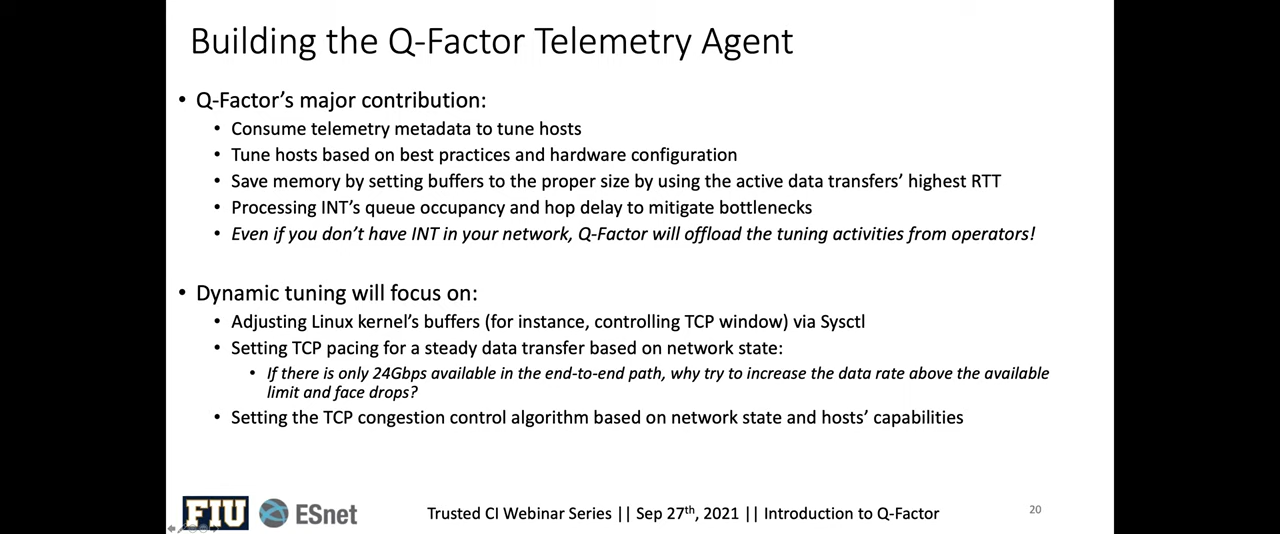 Building the Q-Factor Telemetry Agent
• Q-Factor’s major contribution:
• Consume telemetry metadata to tune hosts
• Tune hosts based on best practices and hardware configuration
• Save memory by setting buffers to the proper size by using the active data transfers’ highest RTT
• Processing INT’s queue occupancy and hop delay to mitigate bottlenecks
• Even if you don’t have INT in your network, Q-Factor will offload the tuning activities from operators!
• Dynamic tuning will focus on:
• Adjusting Linux kernel’s buffers (for instance, controlling TCP window) via Sysctl
• Setting TCP pacing for a steady data transfer based on network state:
• If there is only 24Gbps available in the end-to-end path, why try to increase the data rate above the available
limit and face drops?
• Setting the TCP congestion control algorithm based on network state and hosts’ capabilities
FIU ESnet
Trusted CI Webinar Series || Sep 27th, 2021 || Introduction to Q-Factor
20